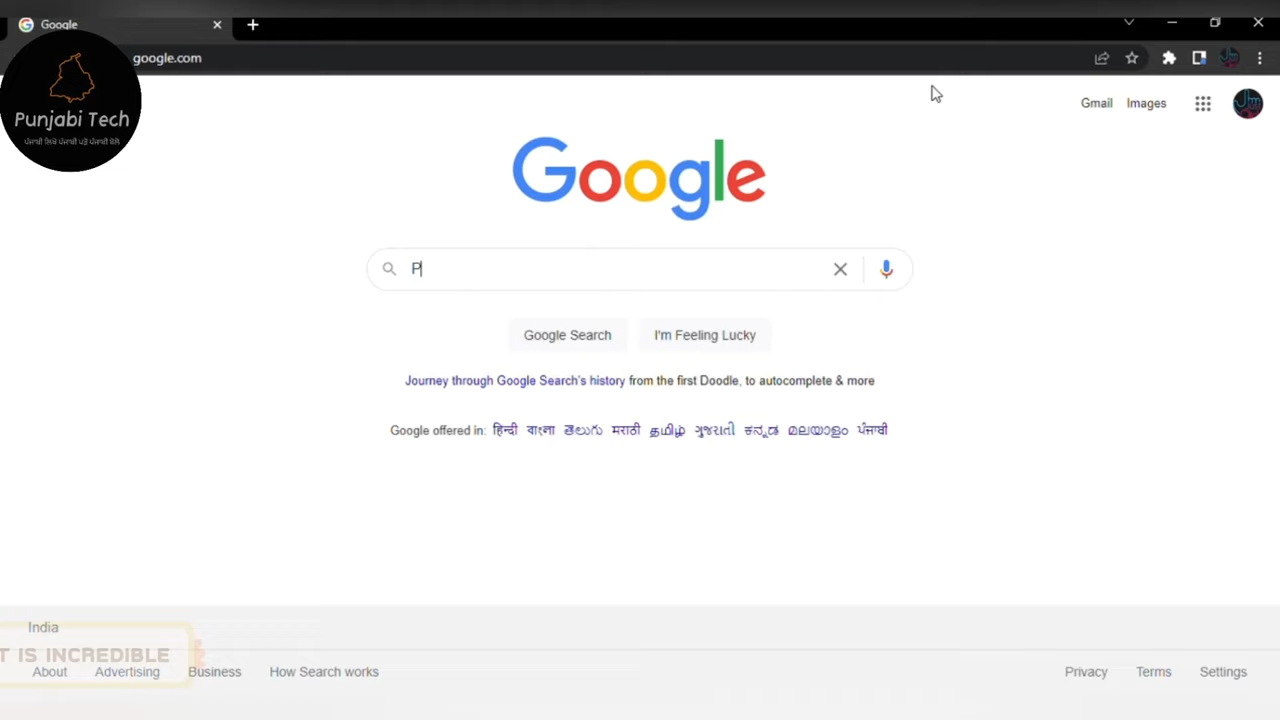 Google
google.com
Punjabi Tech
ਪੰਜਾਬੀ ਲਿਖੋ ਪੰਜਾਬੀ ਪੜੋ ਪੰਜਾਬੀ ਬੋਲੋ
Gmail Images
Google
P
Google Search I'm Feeling Lucky
Journey through Google Search's history from the first Doodle, to autocomplete & more
Google offered in: हिन्दी বাংলা తెలుగు मराठी தமிழ் ગુજરાતી ಕನ್ನಡ മലയാളം ਪੰਜਾਬੀ
India
T IS INCREDIBLE
About Advertising Business How Search works Privacy Terms Settings